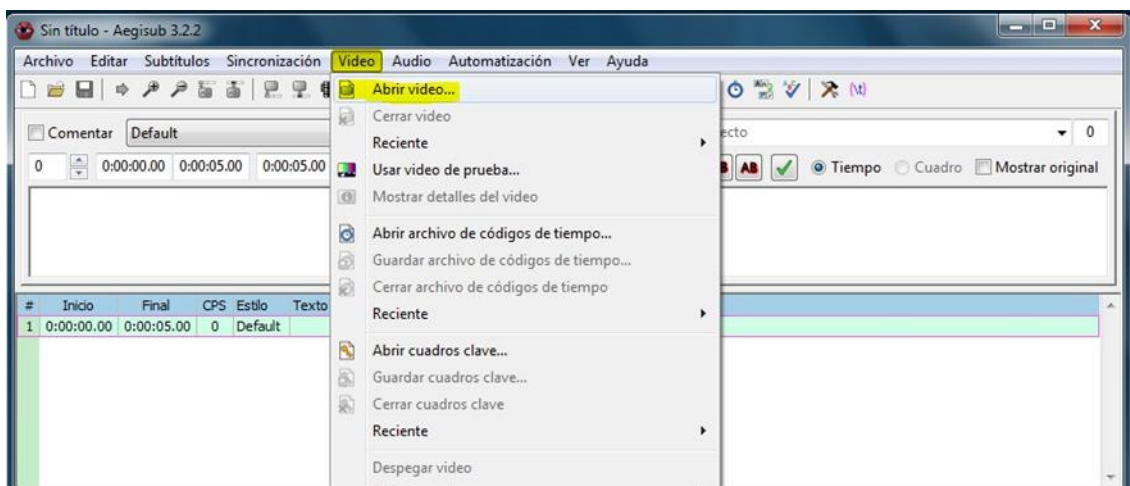 Sin título - Aegisub 3.2.2
Archivo Editar Subtítulos Sincronización Video Audio Automatización Ver Ayuda
Abrir video...
Comentar Default
Cerrar video
ecto 0
Reciente
0 0:00:00.00 0:00:05.00 0:00:05.00
Usar video de prueba...
AB Tiempo Cuadro Mostrar original
Mostrar detalles del video
Abrir archivo de códigos de tiempo...
Guardar archivo de códigos de tiempo...
Cerrar archivo de códigos de tiempo
# Inicio Final CPS Estilo Texto
Reciente
1 0:00:00.00 0:00:05.00 0 Default
Abrir cuadros clave...
Guardar cuadros clave...
Cerrar cuadros clave
Reciente
Despegar video